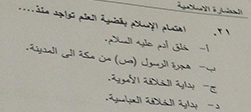 الحضارة الاسلامية
٢١. اهتمام الإسلام بقضية العلم تواجد منذ.....
أ- خلق آدم عليه السلام.
ب- هجرة الرسول (ص) من مكة الى المدينة.
ج- بداية الخلافة الأموية.
د- بداية الخلافة العباسية.